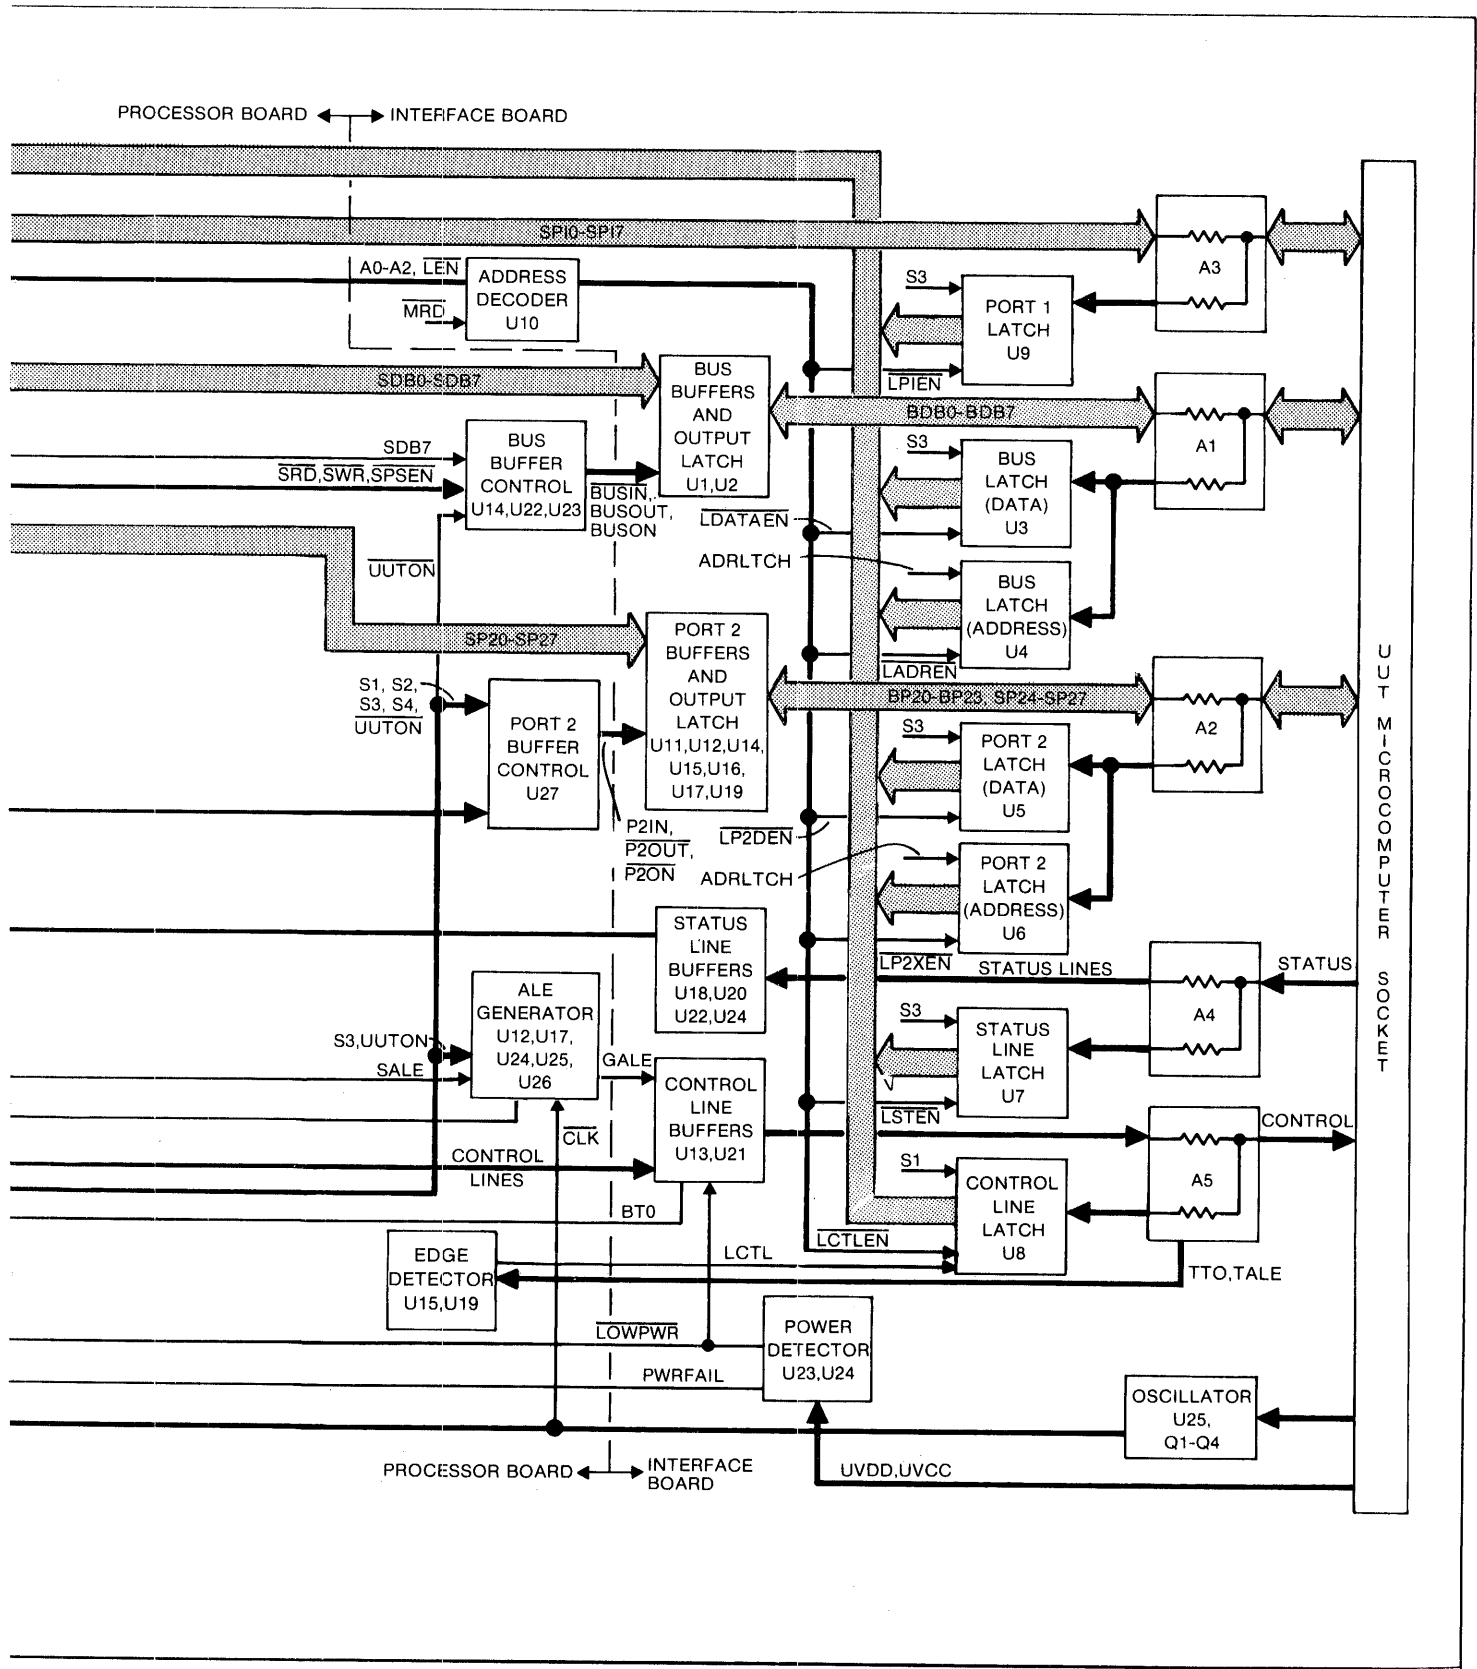 PROCESSOR BOARD INTERFACE BOARD
SPI0-SPI7
A0-A2, LEN
MRD
ADDRESS
DECODER
U10
A3
S3
PORT 1
LATCH
U9
LPIEN
SDB0-SDB7
BUS
BUFFERS
AND
OUTPUT
LATCH
U1,U2
BDB0-BDB7
A1
SDB7
SRD,SWR,SPSEN
BUS
BUFFER
CONTROL
U14,U22,U23
BUSIN,
BUSOUT,
BUSON
S3
BUS
LATCH
(DATA)
U3
LDATAEN
ADRLTCH
BUS
LATCH
(ADDRESS)
U4
LADREN
UUTON
SP20-SP27
PORT 2
BUFFERS
AND
OUTPUT
LATCH
U11,U12,U14,
U15,U16,
U17,U19
BP20-BP23, SP24-SP27
A2
S1, S2,
S3, S4,
UUTON
PORT 2
BUFFER
CONTROL
U27
P2IN,
P2OUT,
P2ON
S3
PORT 2
LATCH
(DATA)
U5
LP2DEN
ADRLTCH
PORT 2
LATCH
(ADDRESS)
U6
LP2XEN
STATUS
LINE
BUFFERS
U18,U20
U22,U24
STATUS LINES
A4
STATUS
S3
STATUS
LINE
LATCH
U7
LSTEN
ALE
GENERATOR
U12,U17,
U24,U25,
U26
S3,UUTON
SALE
GALE
CLK
CONTROL
LINE
BUFFERS
U13,U21
CONTROL
LINES
BT0
A5
CONTROL
S1
CONTROL
LINE
LATCH
U8
LCTLEN
LCTL
EDGE
DETECTOR
U15,U19
TTO,TALE
LOWPWR
PWRFAIL
POWER
DETECTOR
U23,U24
OSCILLATOR
U25,
Q1-Q4
UVDD,UVCC
PROCESSOR BOARD INTERFACE
BOARD
UUT MICROCOMPUTER SOCKET